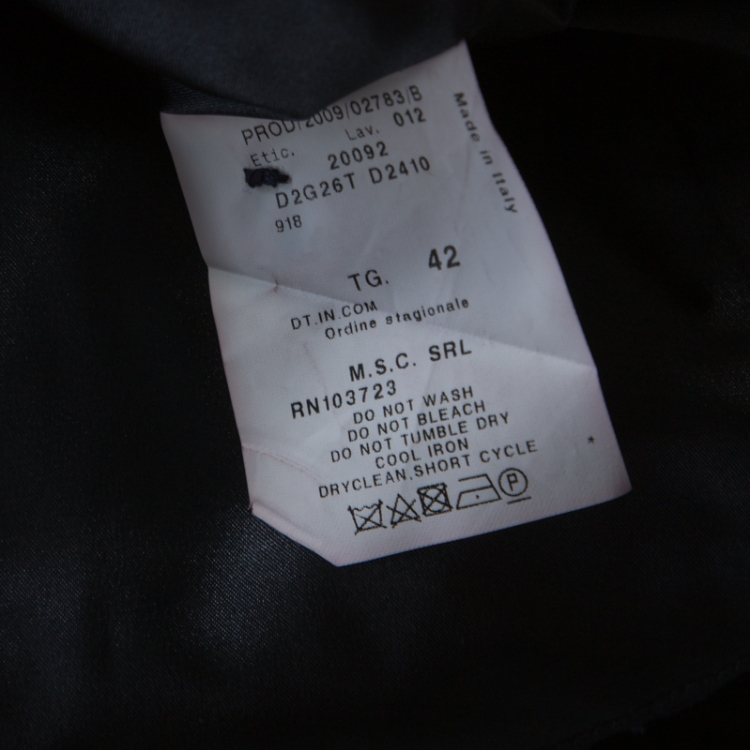 PROD/2009/02783/B
Etic. Lav. 012
20092
D2G26T D2410
918
TG. 42
DT.IN.COM
Ordine stagionale
M.S.C. SRL
RN103723
DO NOT WASH
DO NOT BLEACH
DO NOT TUMBLE DRY
COOL IRON
DRYCLEAN.SHORT CYCLE
P
*
Made in Italy